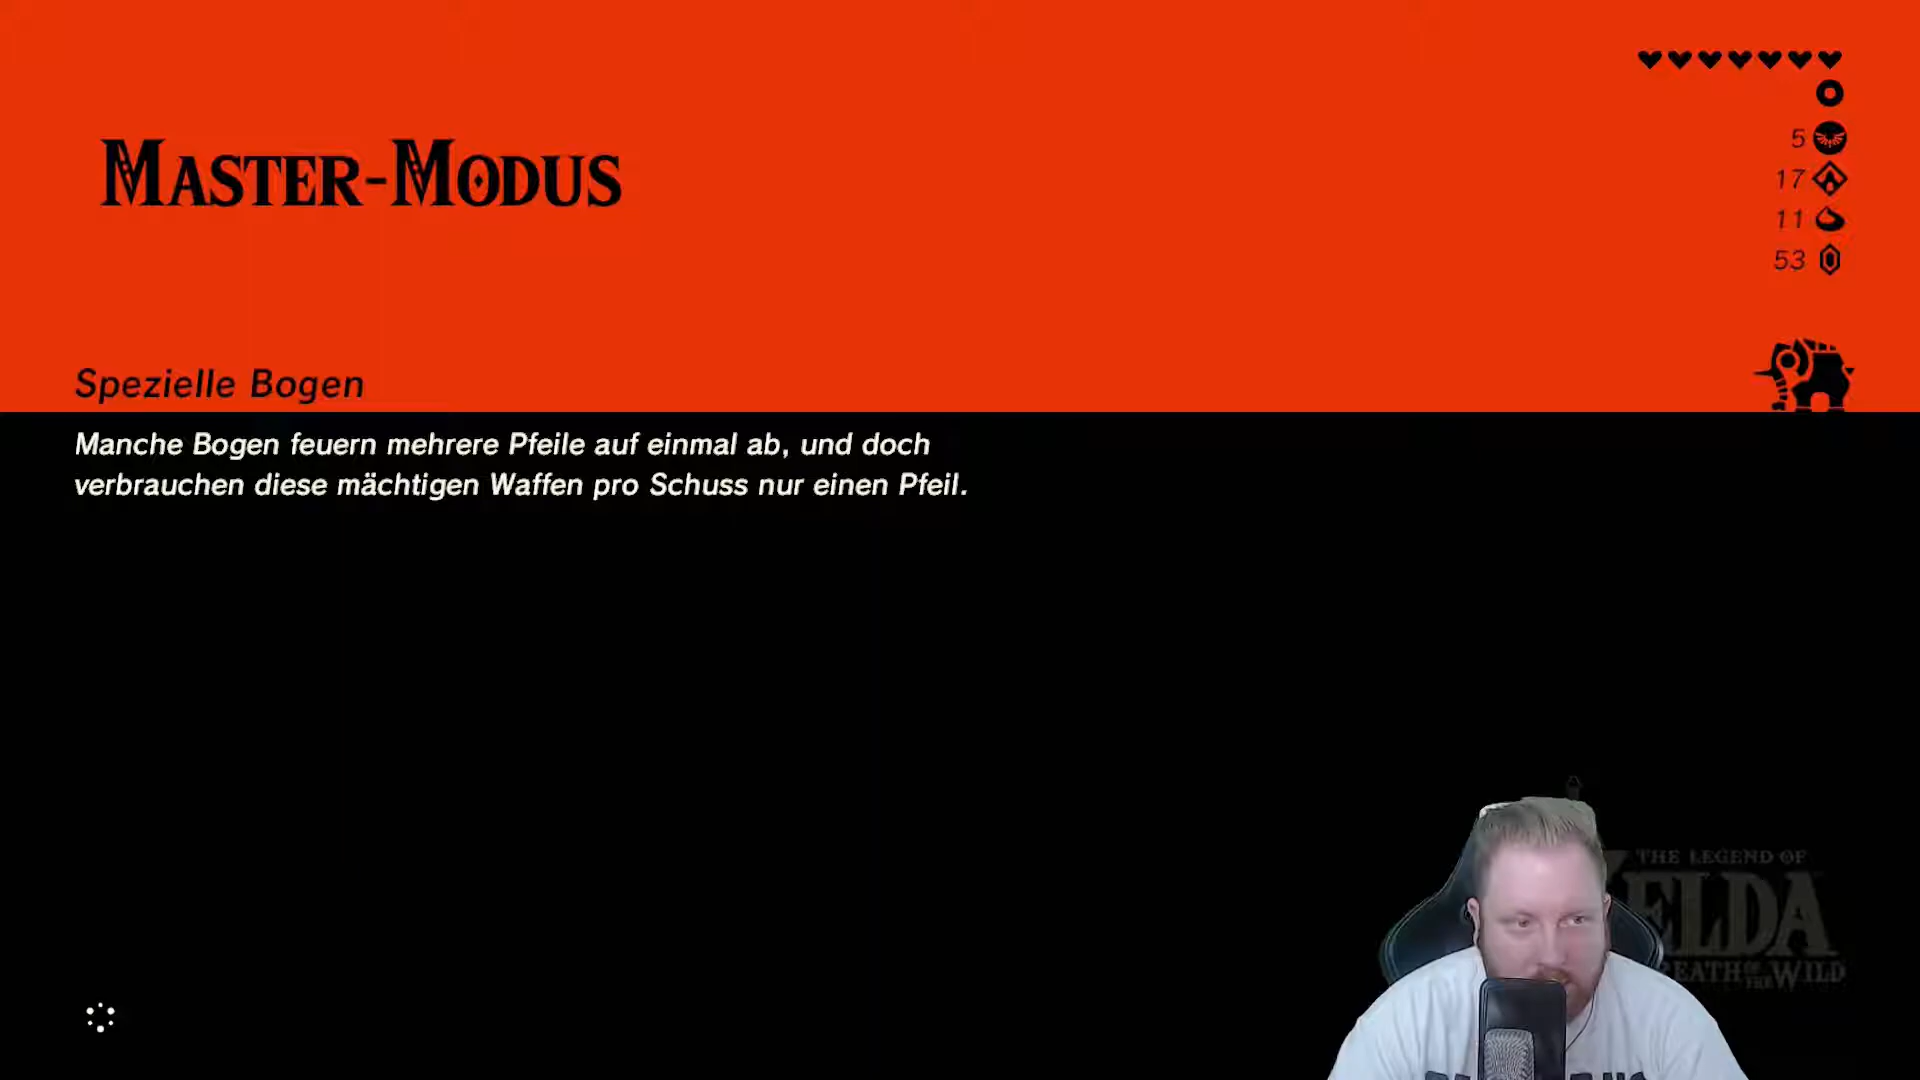 MASTER-MODUS
5
17
11
53
Spezielle Bogen
Manche Bogen feuern mehrere Pfeile auf einmal ab, und doch
verbrauchen diese mächtigen Waffen pro Schuss nur einen Pfeil.
THE LEGEND OF
ZELDA
BREATH OF THE WILD